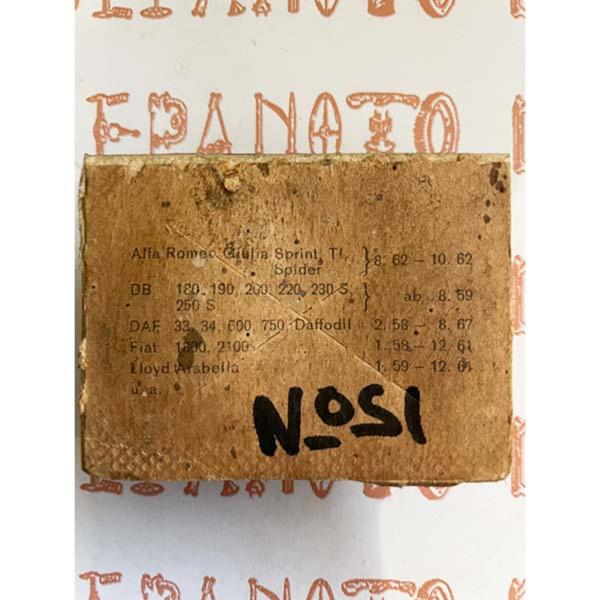 EPANOTO
Alfa Romeo Giulia Sprint, TI, } 8. 62 — 10. 62
Spider
DB 180, 190, 200, 220, 230 S, } ab 8. 59
250 S
DAF 33, 34, 600, 750, Daffodil 2. 58 — 8. 67
Fiat 1800, 2100 1. 58 — 12. 61
Lloyd Arabella 1. 59 — 12. 61
u. a.
NOS1
EPANOTO